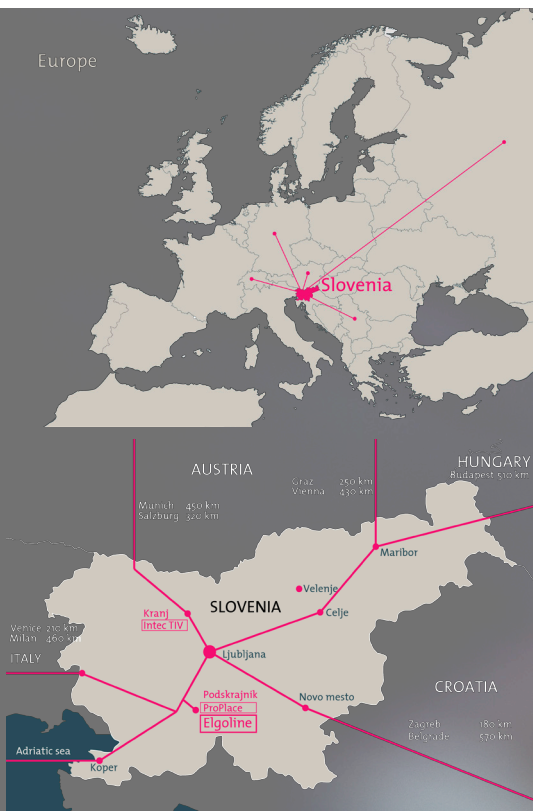 Europe
Slovenia
AUSTRIA
HUNGARY
Budapest 510 km
Graz 250 km
Vienna 430 km
Munich 450 km
Salzburg 320 km
Maribor
Velenje
Kranj
Intec TIV
SLOVENIA
Celje
Venice 210 km
Milan 460 km
ITALY
Ljubljana
Podskrajnik
ProPlace
Elgoline
Novo mesto
CROATIA
Zagreb 180 km
Belgrade 570 km
Adriatic sea
Koper